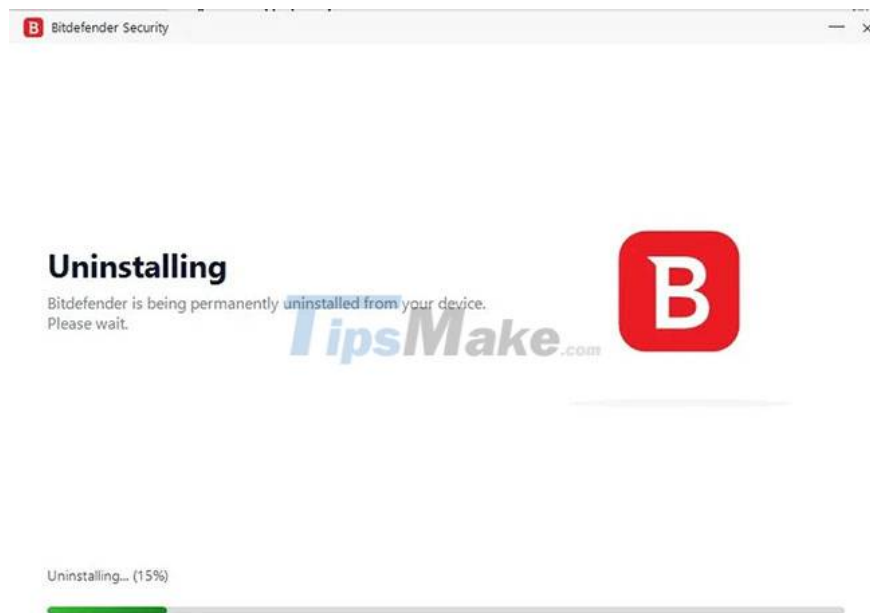 Bitdefender Security
Uninstalling
Bitdefender is being permanently uninstalled from your device.
Please wait.
TipsMake.com
B
Uninstalling... (15%)